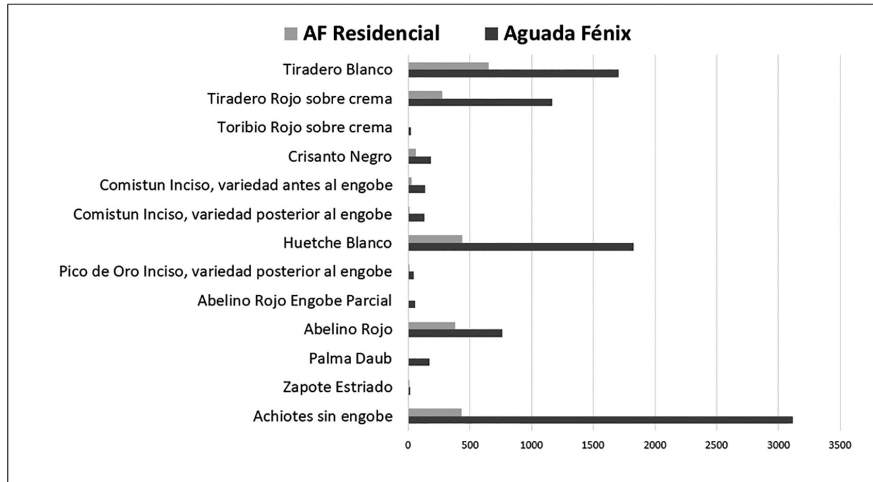 AF Residencial Aguada Fénix
Tiradero Blanco
Tiradero Rojo sobre crema
Toribio Rojo sobre crema
Crisanto Negro
Comistun Inciso, variedad antes al engobe
Comistun Inciso, variedad posterior al engobe
Huetche Blanco
Pico de Oro Inciso, variedad posterior al engobe
Abelino Rojo Engobe Parcial
Abelino Rojo
Palma Daub
Zapote Estriado
Achiotes sin engobe
0 500 1000 1500 2000 2500 3000 3500